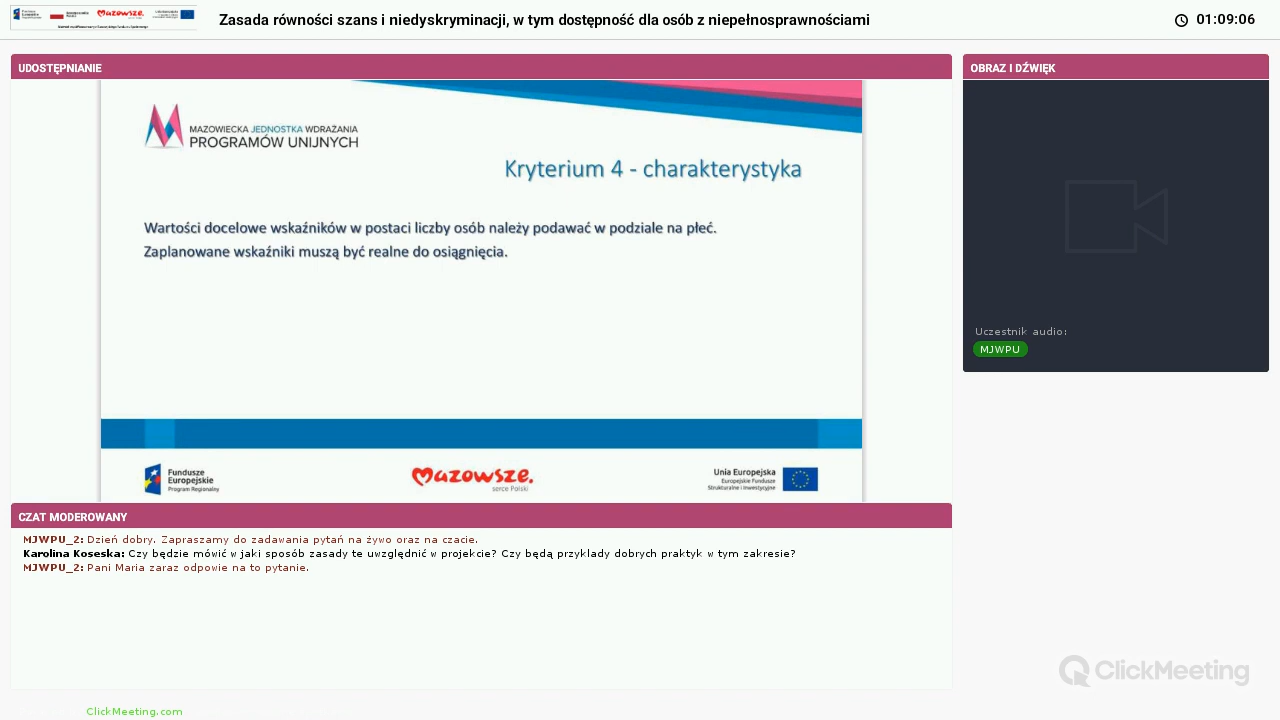 Zasada równości szans i niedyskryminacji, w tym dostępność dla osób z niepełnosprawnościami
01:09:06
UDOSTĘPNIANIE
OBRAZ I DŹWIĘK
MAZOWIECKA JEDNOSTKA WDRAŻANIA
PROGRAMÓW UNIJNYCH
Kryterium 4 - charakterystyka
Wartości docelowe wskaźników w postaci liczby osób należy podawać w podziale na płeć.
Zaplanowane wskaźniki muszą być realne do osiągnięcia.
Uczestnik audio:
MJWPU
Fundusze
Europejskie
Program Regionalny
mazowsze.
serce Polski
Unia Europejska
Europejskie Fundusze
Strukturalne i Inwestycyjne
CZAT MODEROWANY
MJWPU_2: Dzień dobry. Zapraszamy do zadawania pytań na żywo oraz na czacie.
Karolina Koseska: Czy będzie mówić w jaki sposób zasady te uwzględnić w projekcie? Czy będą przyklady dobrych praktyk w tym zakresie?
MJWPU_2: Pani Maria zaraz odpowie na to pytanie.
ClickMeeting
ClickMeeting.com